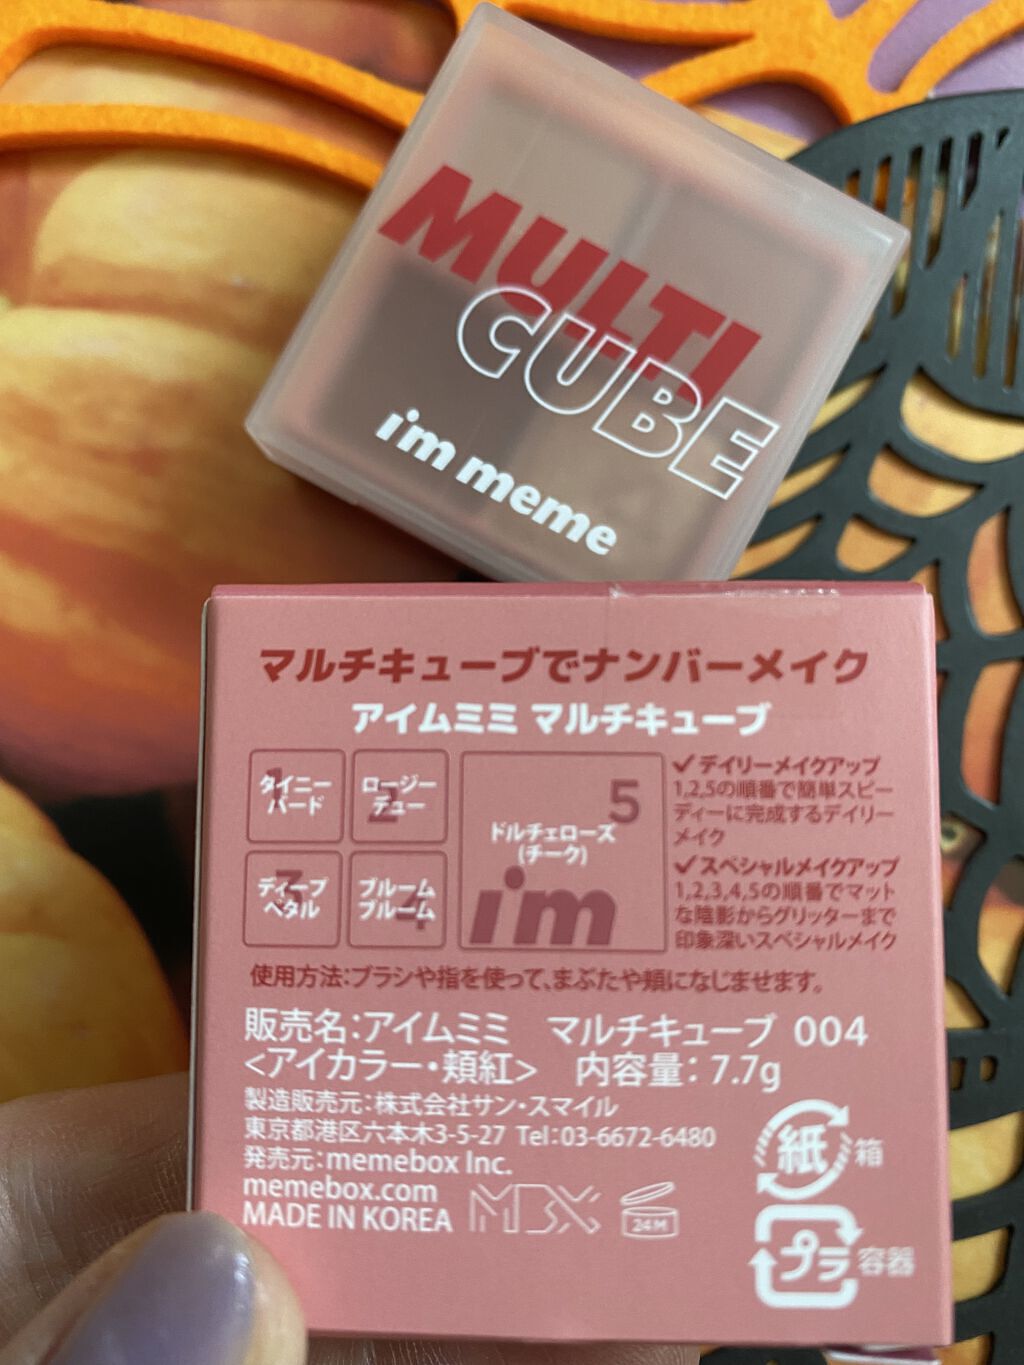 MULTI
CUBE
i'm meme
マルチキューブでナンバーメイク
アイムミミ マルチキューブ
1
タイニー
バード
2
ロージー
デュー
3
ディープ
ペタル
4
ブルーム
ブルーム
5
ドルチェローズ
(チーク)
i'm
✓デイリーメイクアップ
1,2,5の順番で簡単スピー
ディーに完成するデイリー
メイク
✓スペシャルメイクアップ
1,2,3,4,5の順番でマット
な陰影からグリッターまで
印象深いスペシャルメイク
使用方法:ブラシや指を使って、まぶたや頬になじませます。
販売名:アイムミミ マルチキューブ 004
<アイカラー・頬紅> 内容量: 7.7g
製造販売元:株式会社サン・スマイル
東京都港区六本木3-5-27 Tel:03-6672-6480
発売元:memebox Inc.
memebox.com
MADE IN KOREA
MBX
24M
紙 箱
プラ 容器